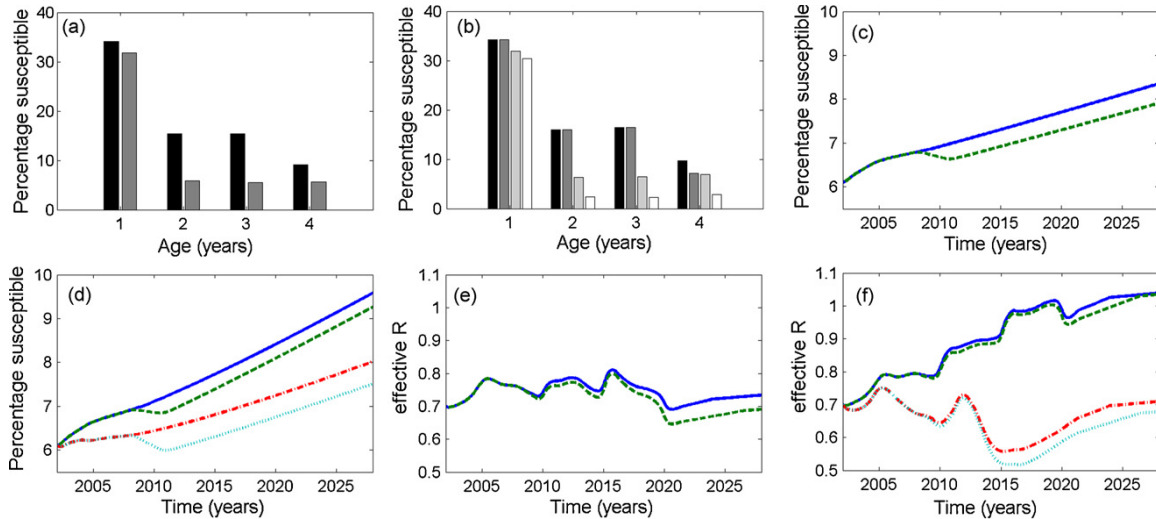 (a)
Percentage susceptible
40
30
20
10
0
1 2 3 4
Age (years)
(b)
Percentage susceptible
40
30
20
10
0
1 2 3 4
Age (years)
(c)
Percentage susceptible
10
9
8
7
6
2005 2010 2015 2020 2025
Time (years)
(d)
Percentage susceptible
10
9
8
7
6
2005 2010 2015 2020 2025
Time (years)
(e)
effective R
1.1
1
0.9
0.8
0.7
0.6
0.5
2005 2010 2015 2020 2025
Time (years)
(f)
effective R
1.1
1
0.9
0.8
0.7
0.6
0.5
2005 2010 2015 2020 2025
Time (years)